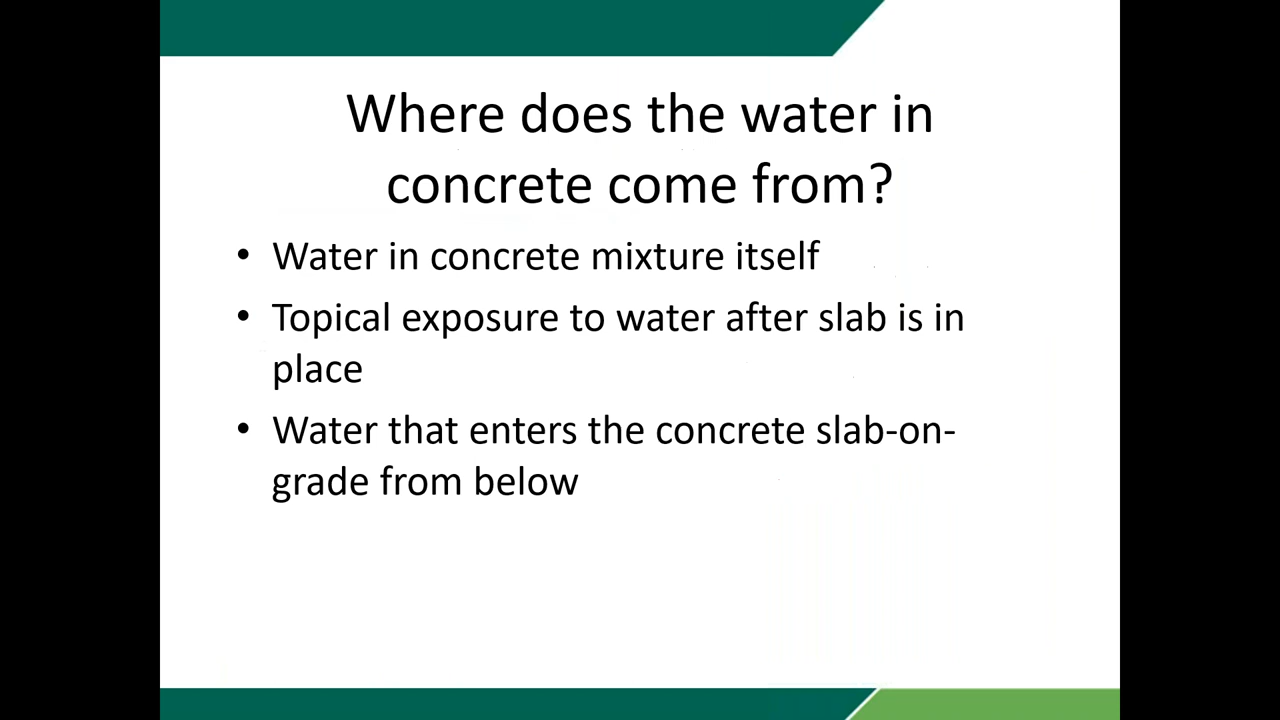 Where does the water in
concrete come from?
• Water in concrete mixture itself
• Topical exposure to water after slab is in
place
• Water that enters the concrete slab-on-
grade from below